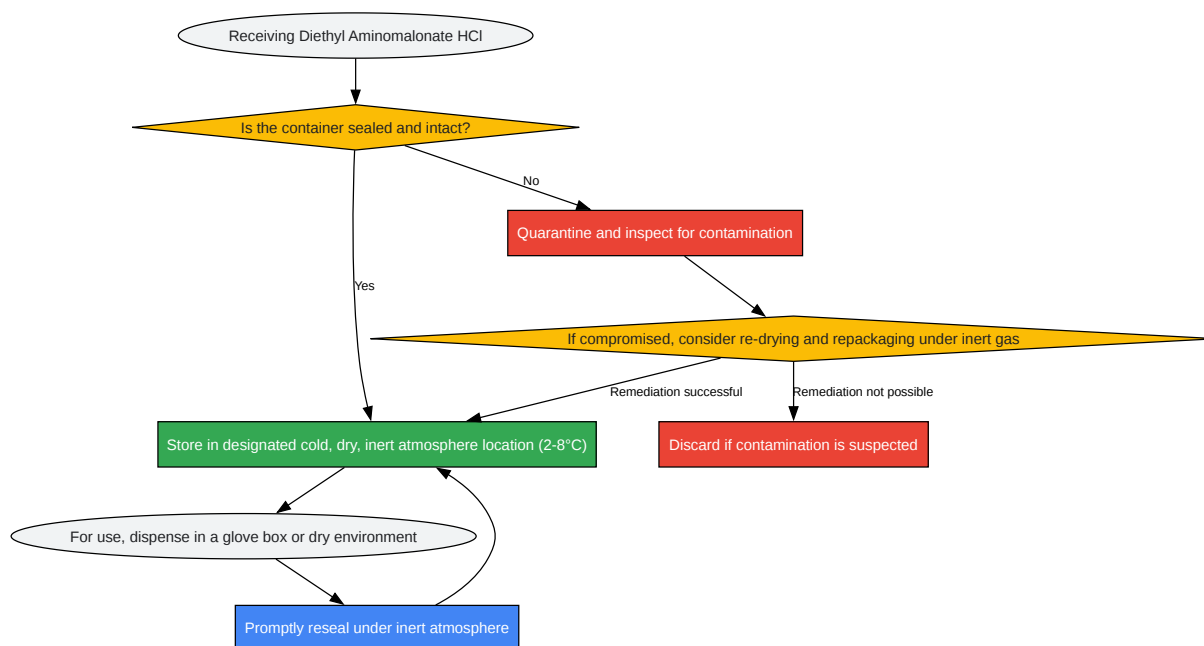 Receiving Diethyl Aminomalonate HCl
Is the container sealed and intact?
No
Quarantine and inspect for contamination
Yes
If compromised, consider re-drying and repackaging under inert gas
Remediation successful
Remediation not possible
Store in designated cold, dry, inert atmosphere location (2-8°C)
Discard if contamination is suspected
For use, dispense in a glove box or dry environment
Promptly reseal under inert atmosphere